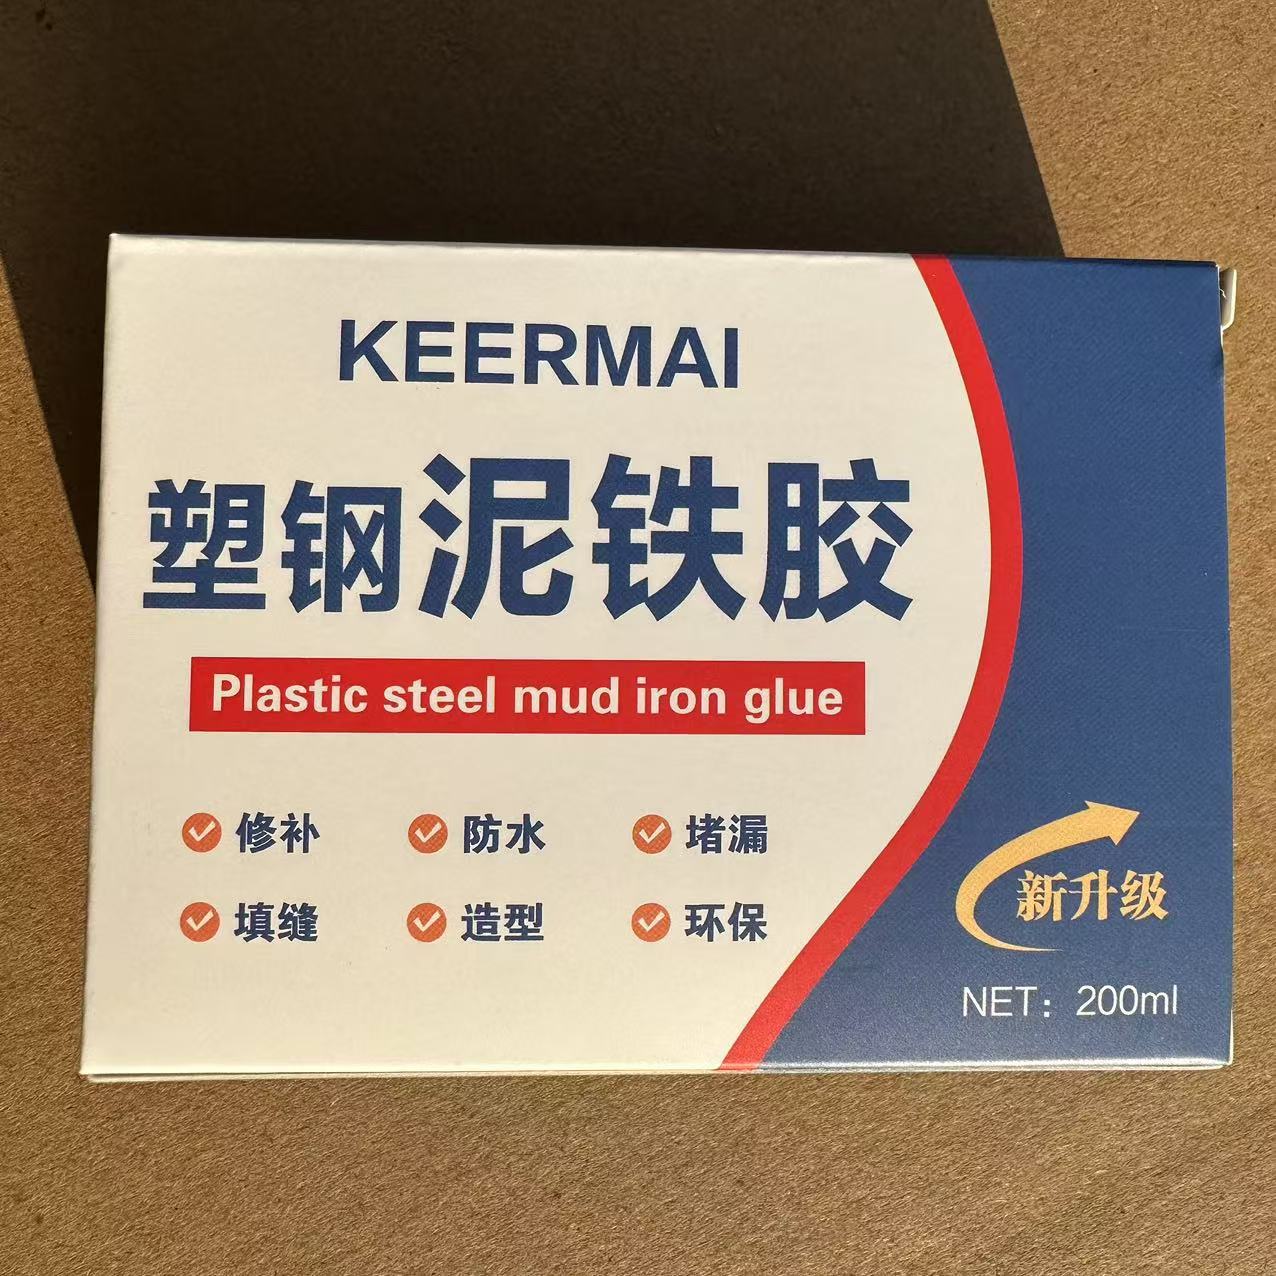 KEERMAI
塑钢泥铁胶
Plastic steel mud iron glue
修补 防水 堵漏
填缝 造型 环保
新升级
NET：200ml